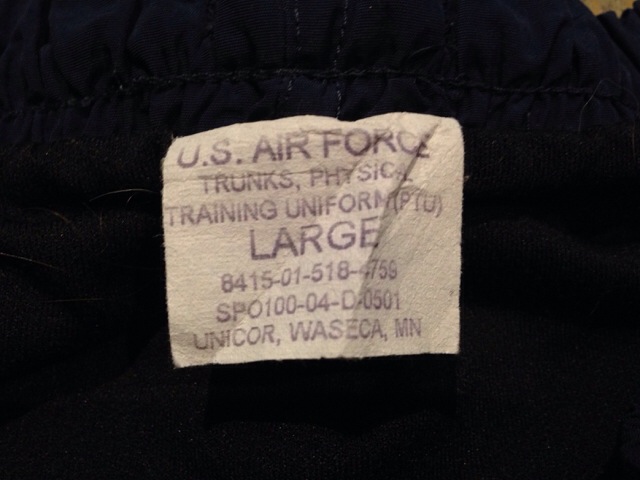 U.S. AIR FORCE
TRUNKS, PHYSICAL
TRAINING UNIFORM (PTU)
LARGE
8415-01-518-4759
SPO100-04-D-0501
UNICOR, WASECA, MN